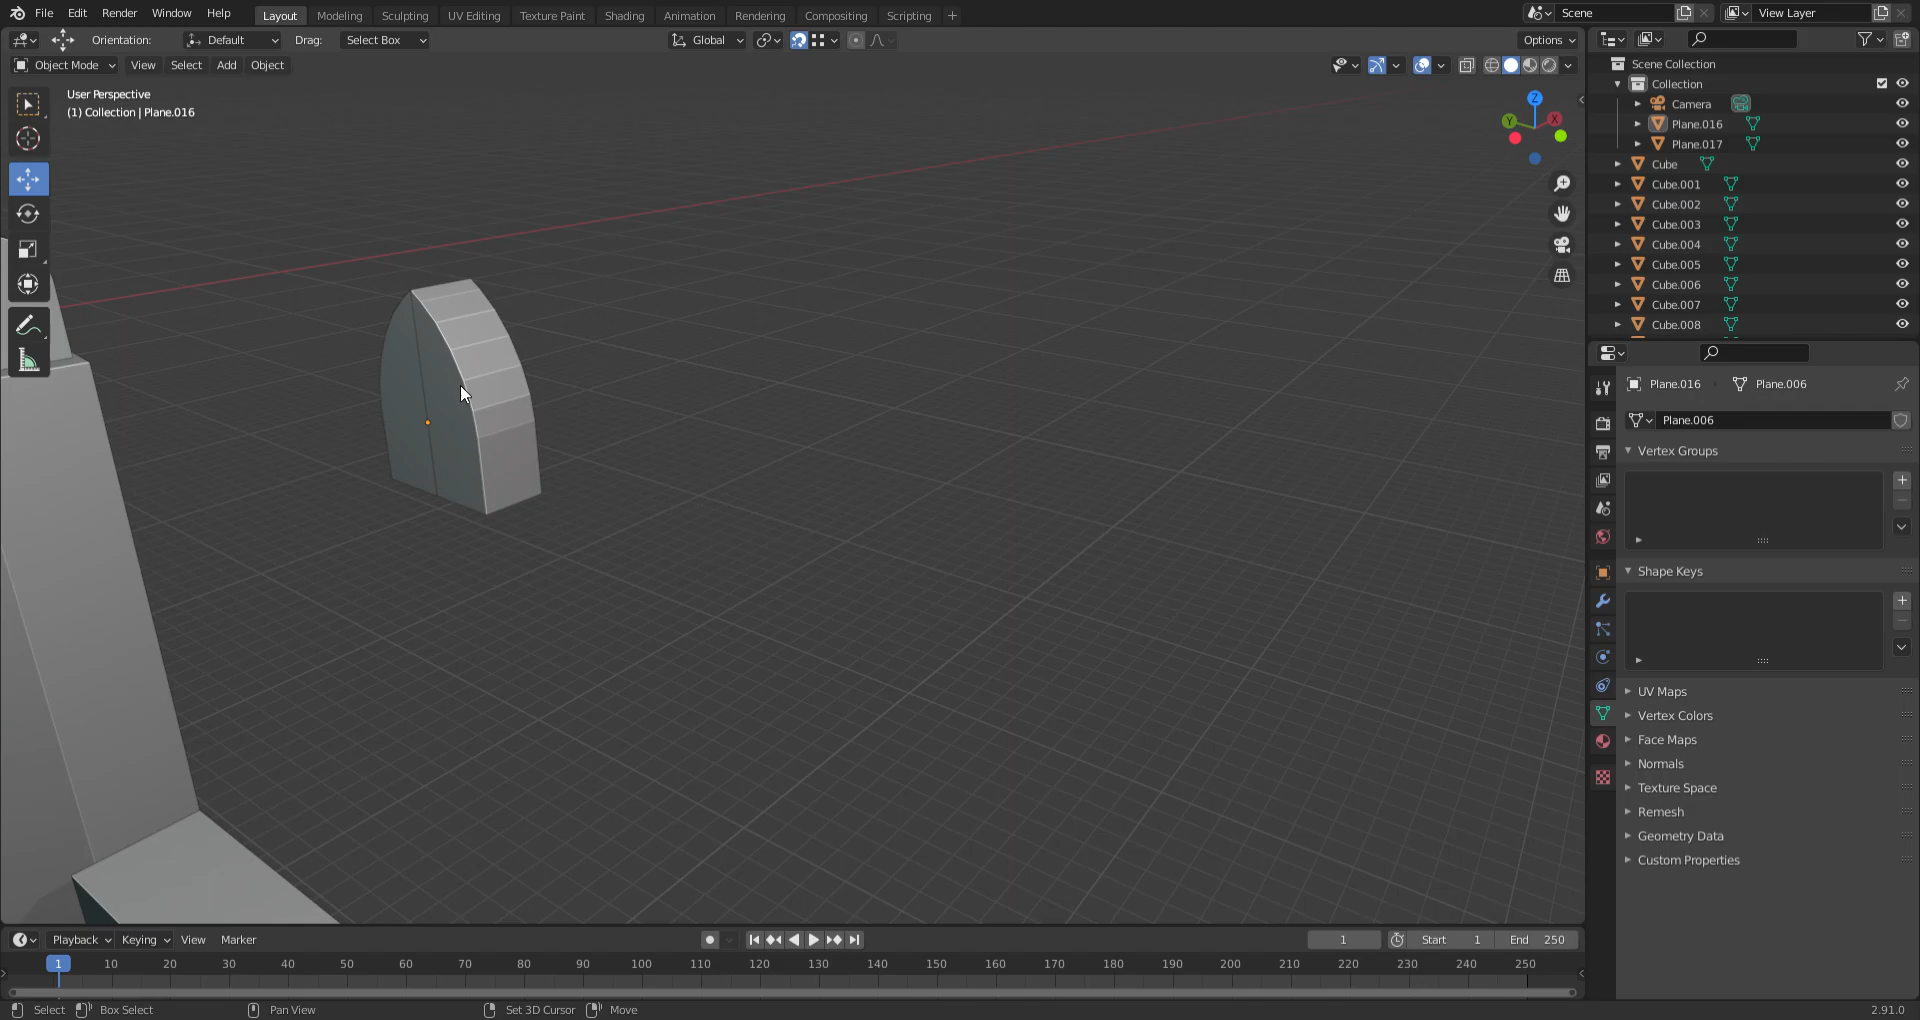 File Edit Render Window Help Layout Modeling Sculpting UV Editing Texture Paint Shading Animation Rendering Compositing Scripting + Scene View Layer
Orientation: Default Drag: Select Box Global Options
Object Mode View Select Add Object
User Perspective
(1) Collection | Plane.016
Z
Y X
Scene Collection
Collection
Camera
Plane.016
Plane.017
Cube
Cube.001
Cube.002
Cube.003
Cube.004
Cube.005
Cube.006
Cube.007
Cube.008
Plane.016 Plane.006
Plane.006
Vertex Groups
Shape Keys
UV Maps
Vertex Colors
Face Maps
Normals
Texture Space
Remesh
Geometry Data
Custom Properties
Playback Keying View Marker 1 Start 1 End 250
1 10 20 30 40 50 60 70 80 90 100 110 120 130 140 150 160 170 180 190 200 210 220 230 240 250
Select Box Select Pan View Set 3D Cursor Move 2.91.0